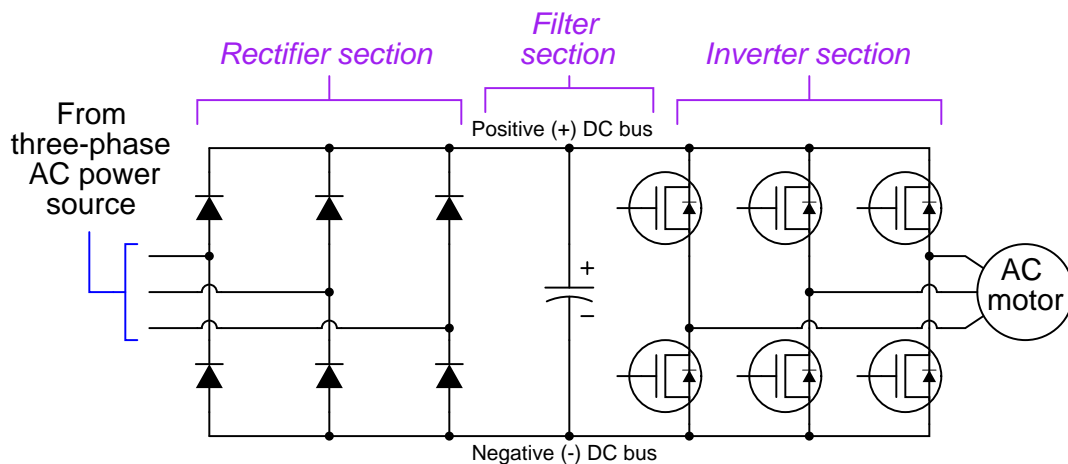 Rectifier section
Filter
section
Inverter section
From
three-phase
AC power
source
Positive (+) DC bus
+
−
AC
motor
Negative (-) DC bus